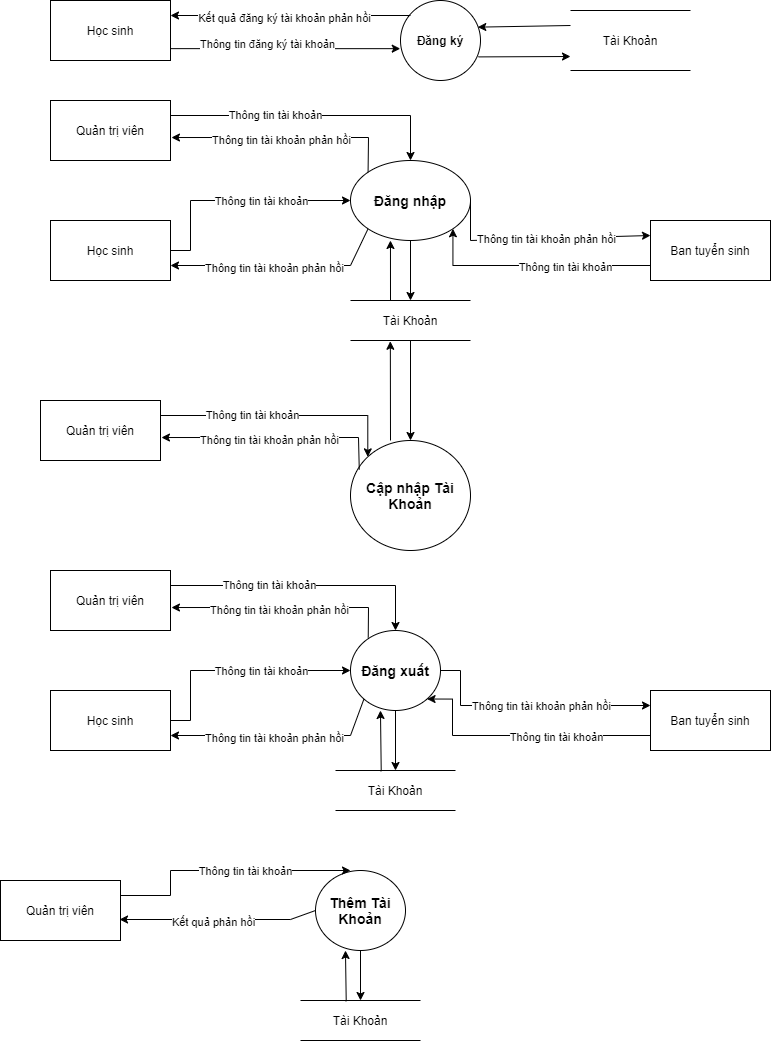 Kết quả đăng ký tài khoản phản hồi
Học sinh
Thông tin đăng ký tài khoản
Đăng ký
Tài Khoản
Quản trị viên
Thông tin tài khoản
Thông tin tài khoản phản hồi
Đăng nhập
Học sinh
Thông tin tài khoản
Thông tin tài khoản phản hồi
Thông tin tài khoản phản hồi
Thông tin tài khoản
Ban tuyển sinh
Tài Khoản
Quản trị viên
Thông tin tài khoản
Thông tin tài khoản phản hồi
Cập nhập Tài
Khoản
Quản trị viên
Thông tin tài khoản
Thông tin tài khoản phản hồi
Đăng xuất
Học sinh
Thông tin tài khoản
Thông tin tài khoản phản hồi
Thông tin tài khoản phản hồi
Thông tin tài khoản
Ban tuyển sinh
Tài Khoản
Quản trị viên
Thông tin tài khoản
Kết quả phản hồi
Thêm Tài
Khoản
Tài Khoản